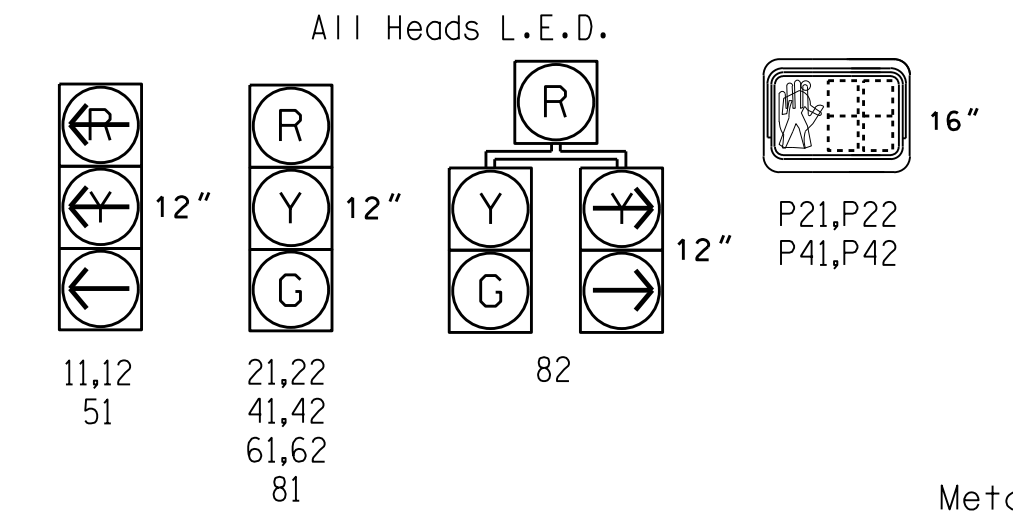 All Heads L.E.D.
R
Y
12"
11,12
51
R
Y
G
12"
21,22
41,42
61,62
81
R
Y
G
Y
12"
82
16"
P21,P22
P41,P42